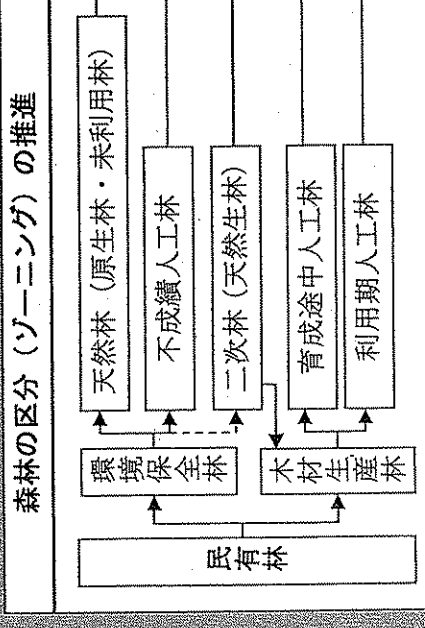 森林の区分（ゾーニング）の推進
民有林
環境保全林
木材生産林
天然林（原生林・未利用林）
不成績人工林
二次林（天然生林）
育成途中人工林
利用期人工林